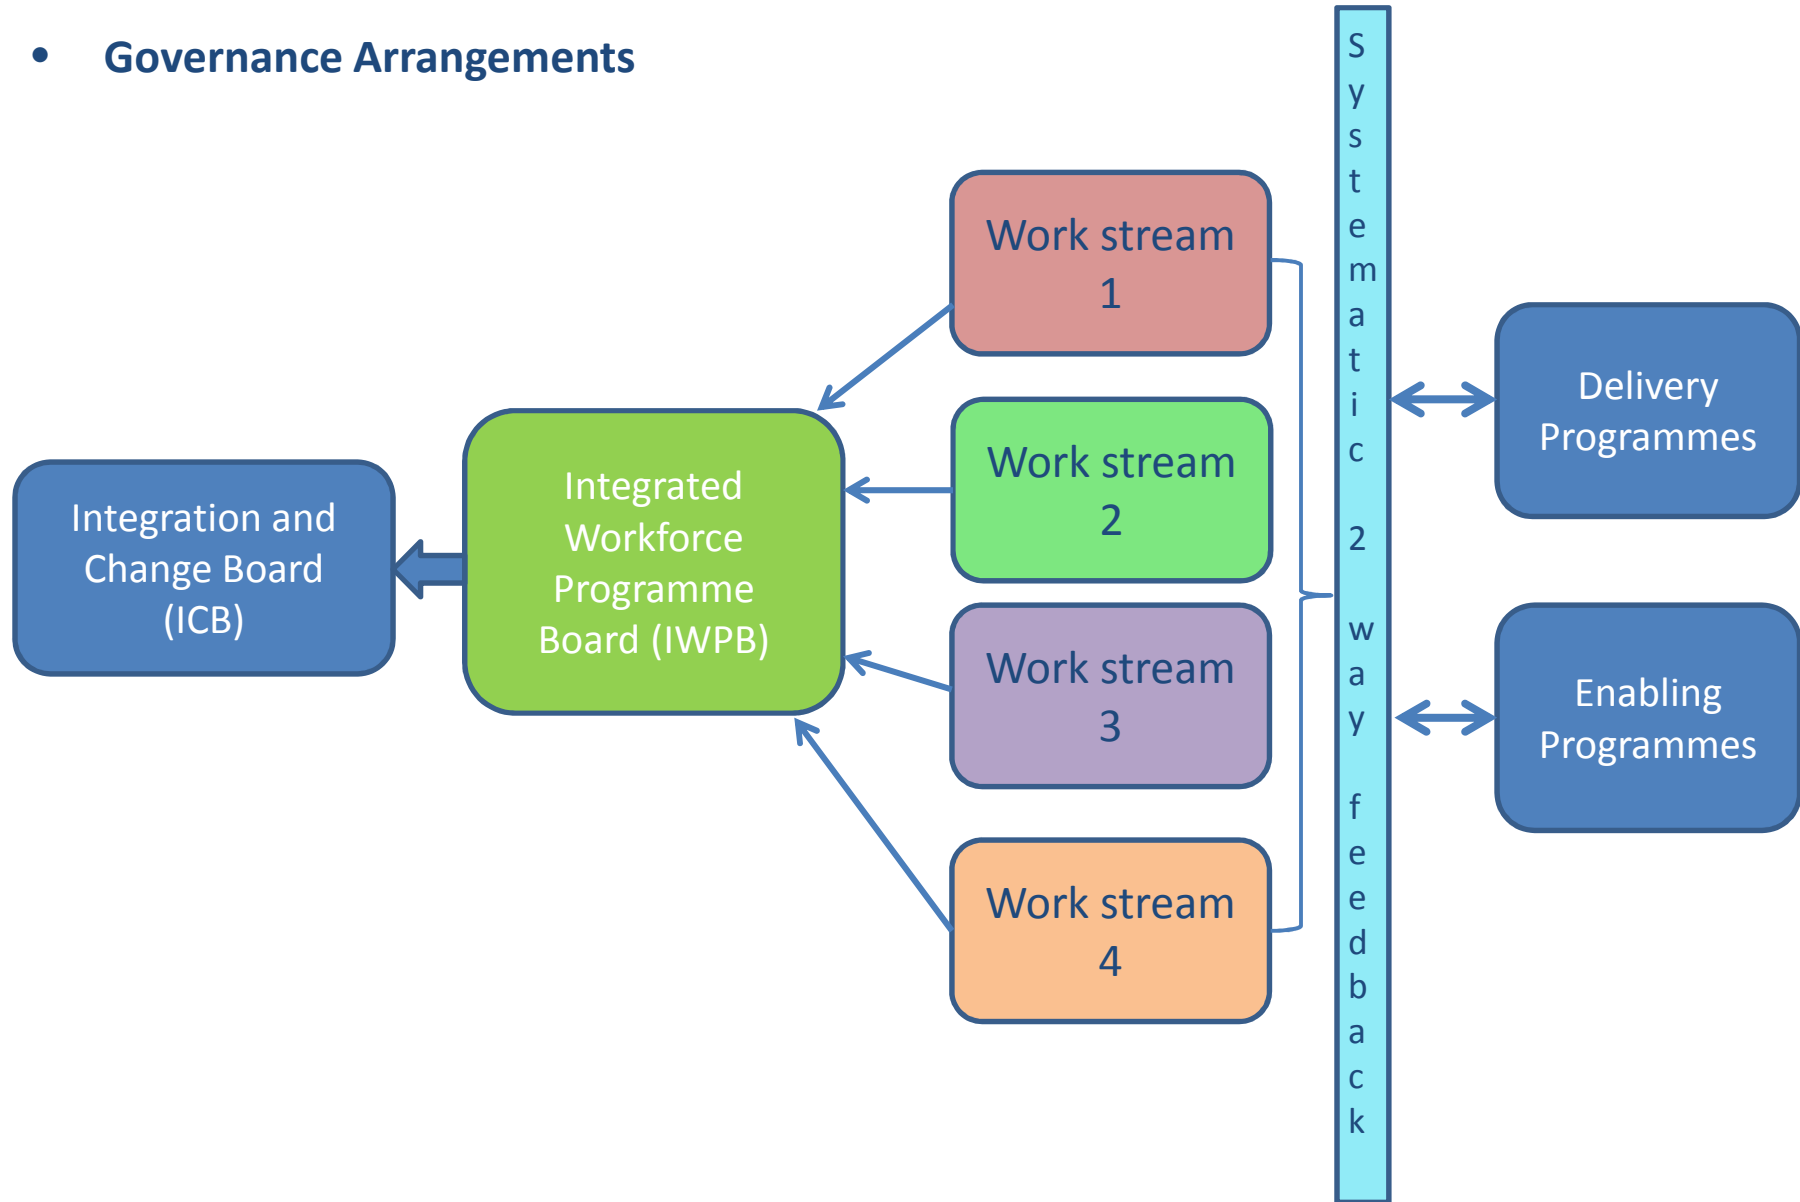 • Governance Arrangements
Integration and
Change Board
(ICB)
Integrated
Workforce
Programme
Board (IWPB)
Work stream
1
Work stream
2
Work stream
3
Work stream
4
Systematic 2 way feedback
Delivery
Programmes
Enabling
Programmes